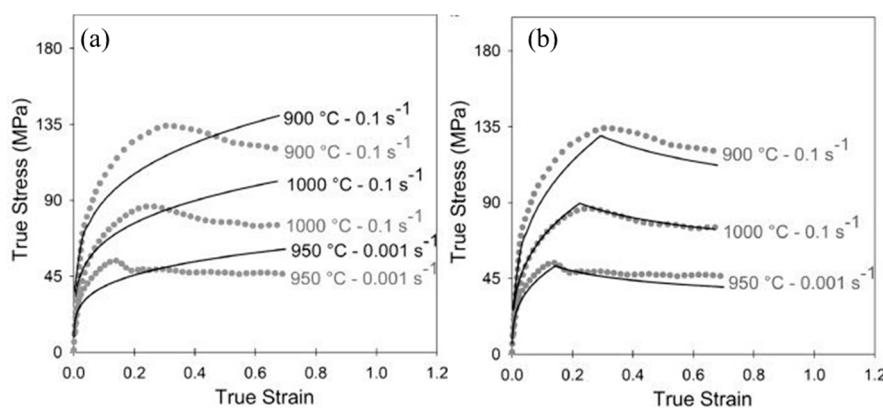 (a)
180
135
90
45
0
True Stress (MPa)
900 °C - 0.1 s-1
900 °C - 0.1 s-1
1000 °C - 0.1 s-1
1000 °C - 0.1 s-1
950 °C - 0.001 s-1
950 °C - 0.001 s-1
0.0 0.2 0.4 0.6 0.8 1.0 1.2
True Strain
(b)
180
135
90
45
0
True Stress (MPa)
900 °C - 0.1 s-1
1000 °C - 0.1 s-1
950 °C - 0.001 s-1
0.0 0.2 0.4 0.6 0.8 1.0 1.2
True Strain